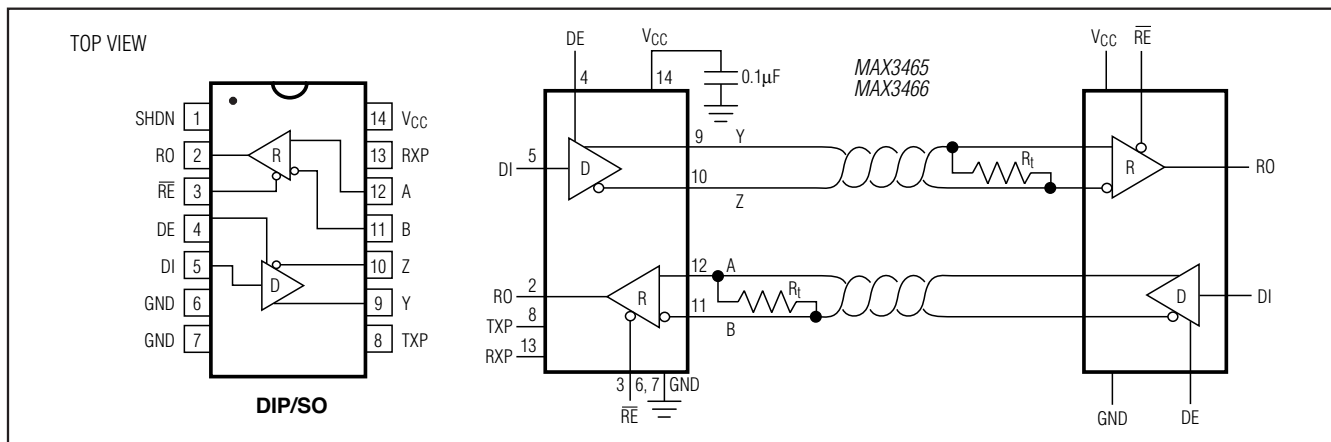 TOP VIEW
SHDN 1
RO 2
R̅E̅ 3
DE 4
DI 5
GND 6
GND 7
14 VCC
13 RXP
12 A
11 B
10 Z
9 Y
8 TXP
R
D
DIP/SO
DE
4
VCC
14
0.1µF
MAX3465
MAX3466
DI 5
D
9 Y
10
Z
Rt
RO 2
TXP 8
RXP 13
R
12 A
11
B
Rt
3
R̅E̅
6, 7 GND
VCC
R̅E̅
R
RO
D
DI
GND
DE